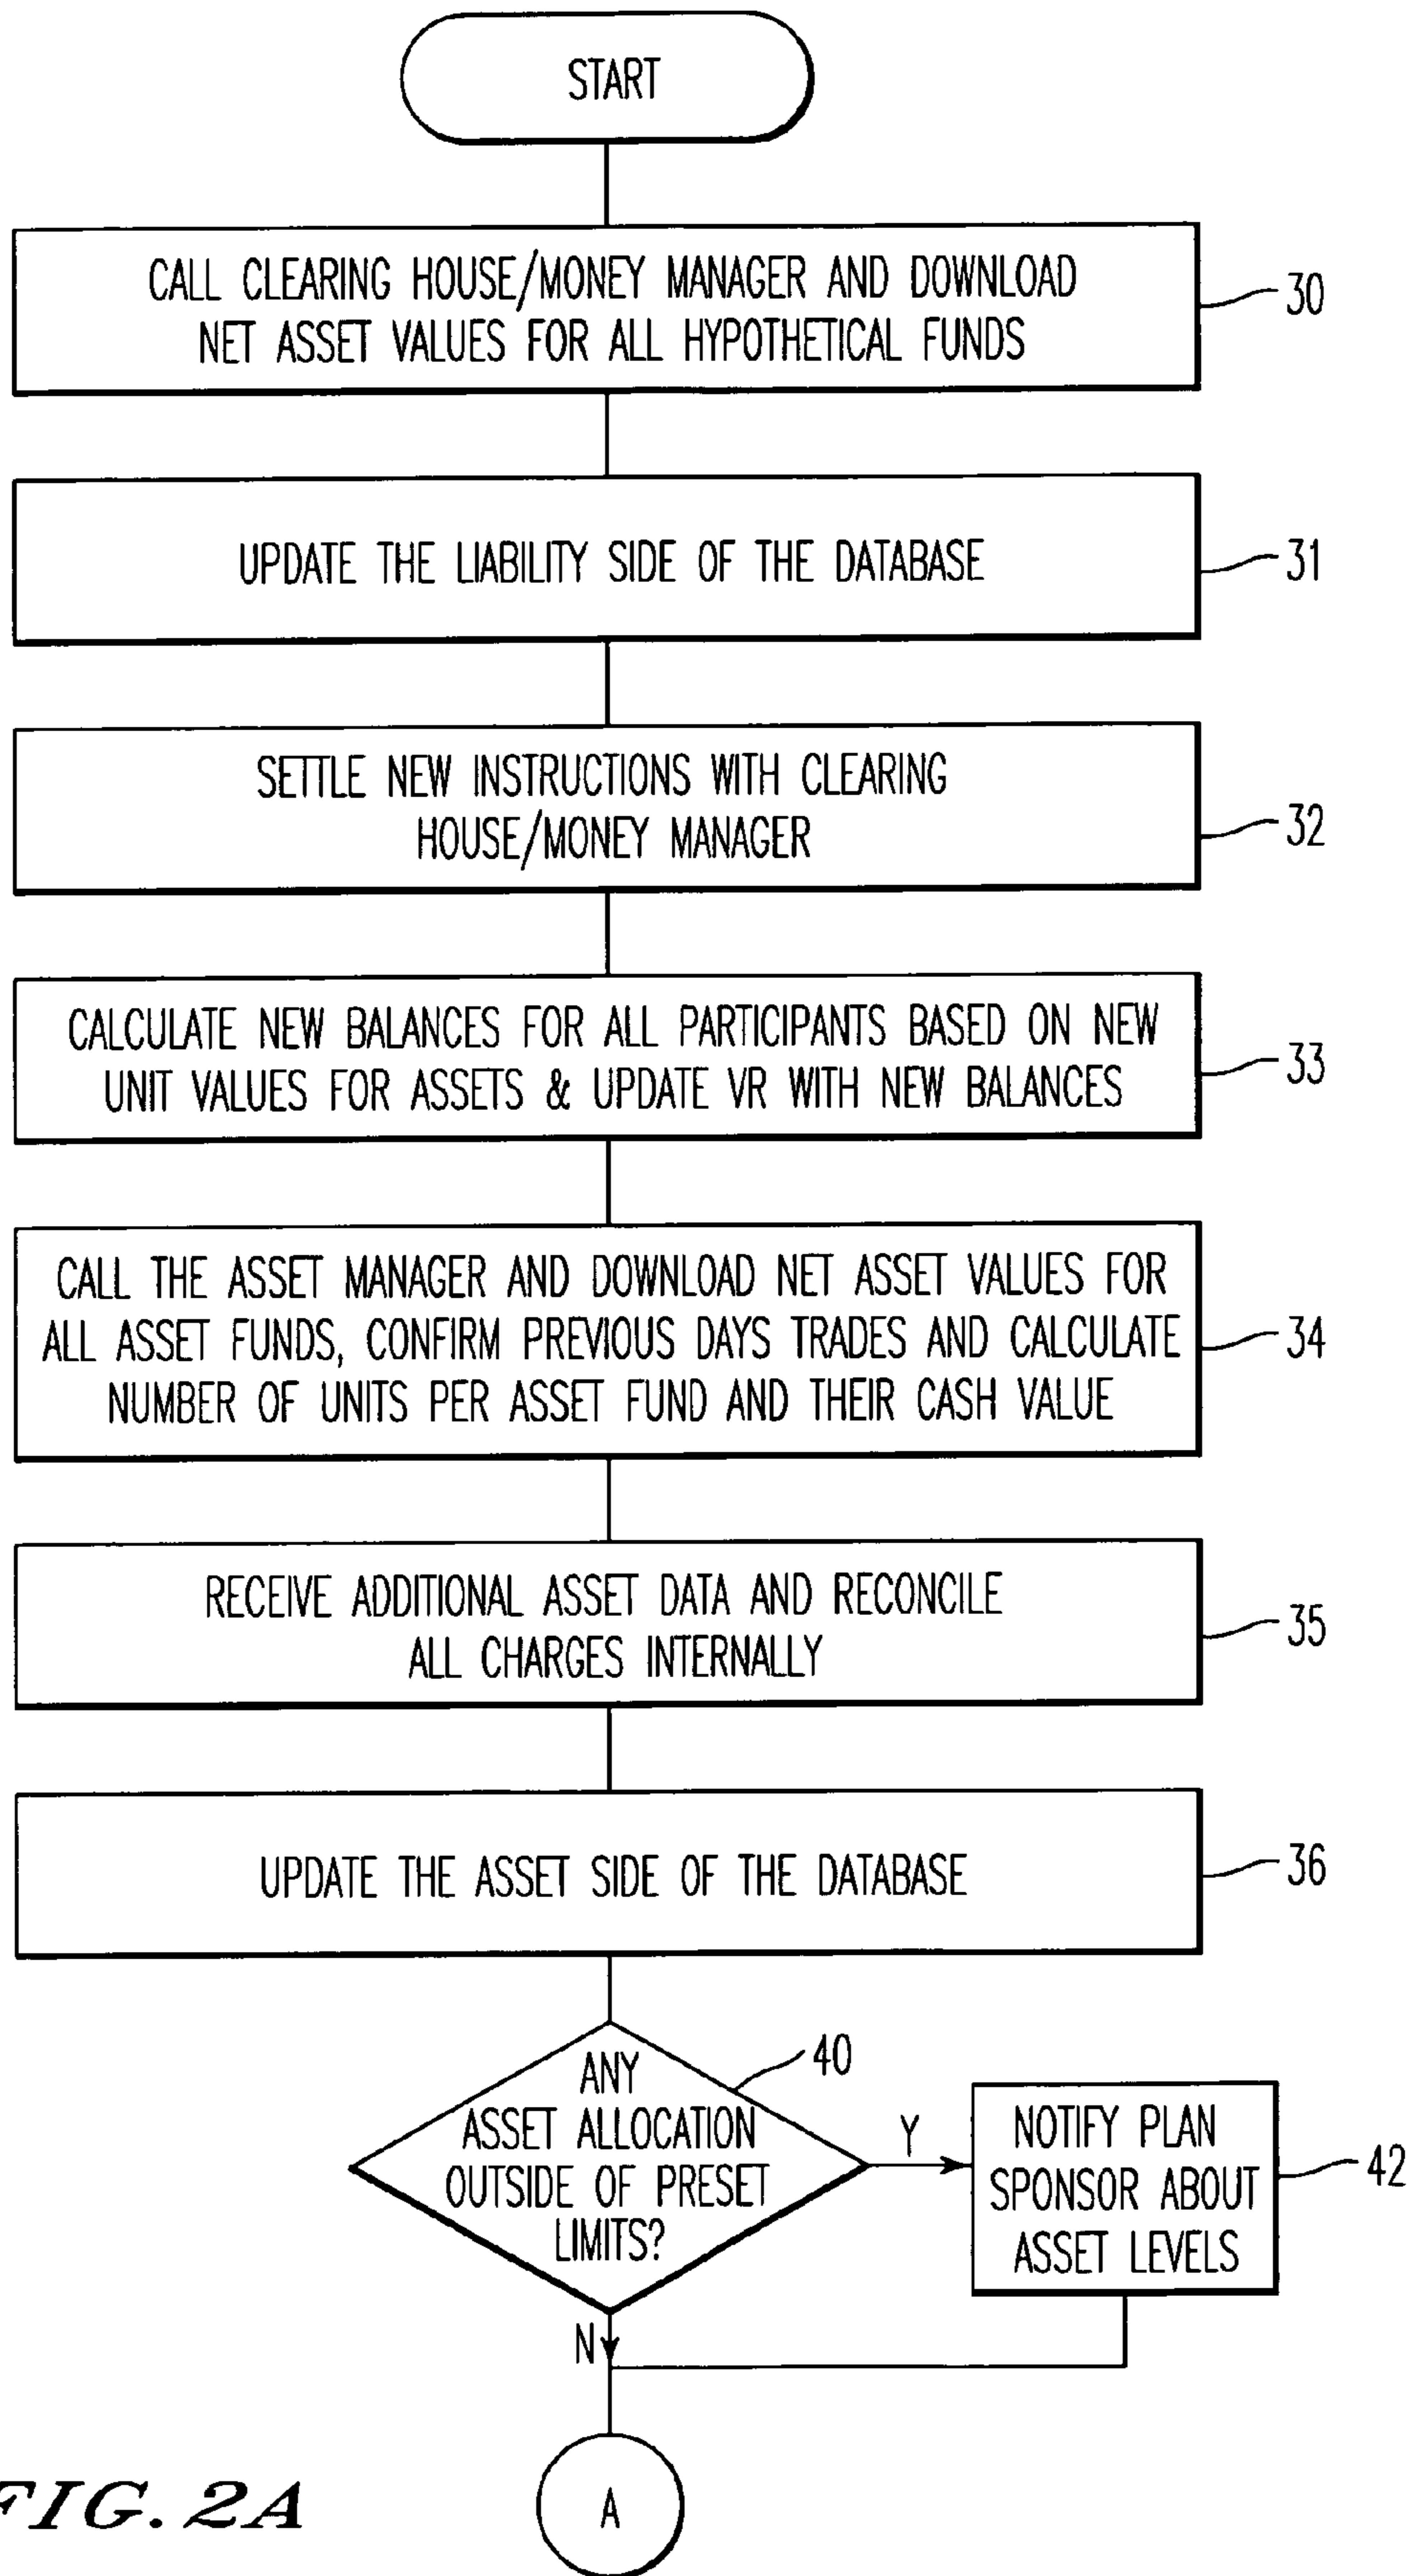 START
CALL CLEARING HOUSE/MONEY MANAGER AND DOWNLOAD
NET ASSET VALUES FOR ALL HYPOTHETICAL FUNDS
30
UPDATE THE LIABILITY SIDE OF THE DATABASE
31
SETTLE NEW INSTRUCTIONS WITH CLEARING
HOUSE/MONEY MANAGER
32
CALCULATE NEW BALANCES FOR ALL PARTICIPANTS BASED ON NEW
UNIT VALUES FOR ASSETS & UPDATE VR WITH NEW BALANCES
33
CALL THE ASSET MANAGER AND DOWNLOAD NET ASSET VALUES FOR
ALL ASSET FUNDS, CONFIRM PREVIOUS DAYS TRADES AND CALCULATE
NUMBER OF UNITS PER ASSET FUND AND THEIR CASH VALUE
34
RECEIVE ADDITIONAL ASSET DATA AND RECONCILE
ALL CHARGES INTERNALLY
35
UPDATE THE ASSET SIDE OF THE DATABASE
36
ANY
ASSET ALLOCATION
OUTSIDE OF PRESET
LIMITS?
40
Y
NOTIFY PLAN
SPONSOR ABOUT
ASSET LEVELS
42
N
A
FIG. 2A